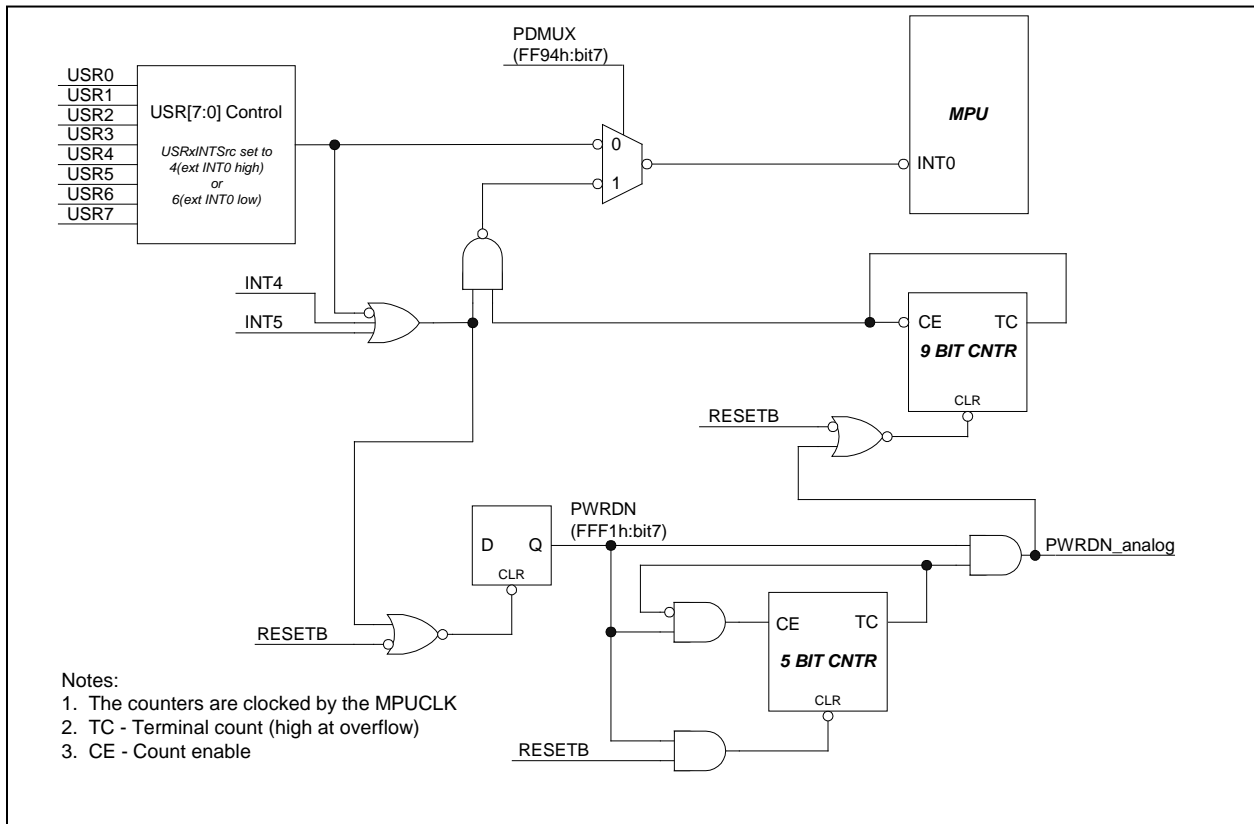 PDMUX
(FF94h:bit7)
USR0
USR1
USR2
USR3
USR4
USR5
USR6
USR7
USR[7:0] Control
USRxINTSrc set to
4(ext INT0 high)
or
6(ext INT0 low)
0
1
MPU
INT0
INT4
INT5
CE TC
9 BIT CNTR
CLR
RESETB
PWRDN
(FFF1h:bit7)
D Q
CLR
RESETB
PWRDN_analog
CE TC
5 BIT CNTR
CLR
RESETB
Notes:
1. The counters are clocked by the MPUCLK
2. TC - Terminal count (high at overflow)
3. CE - Count enable